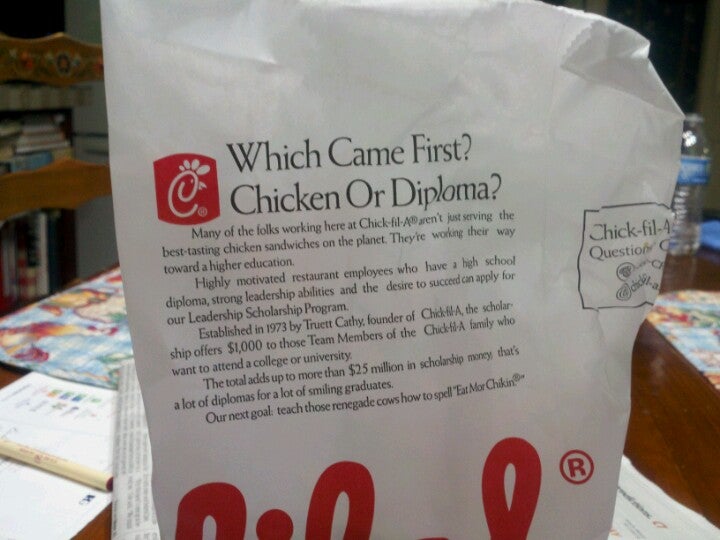 Which Came First?
Chicken Or Diploma?
Many of the folks working here at Chick-fil-A® aren't just serving the
best-tasting chicken sandwiches on the planet. They're working their way
toward a higher education.
Highly motivated restaurant employees who have a high school
diploma, strong leadership abilities and the desire to succeed can apply for
our Leadership Scholarship Program.
Established in 1973 by Truett Cathy, founder of Chick-fil-A, the scholar-
ship offers $1,000 to those Team Members of the Chick-fil-A family who
want to attend a college or university.
The total adds up to more than $25 million in scholarship money that's
a lot of diplomas for a lot of smiling graduates.
Our next goal: teach those renegade cows how to spell "Eat Mor Chikin®"
Chick-fil-A
Question
®